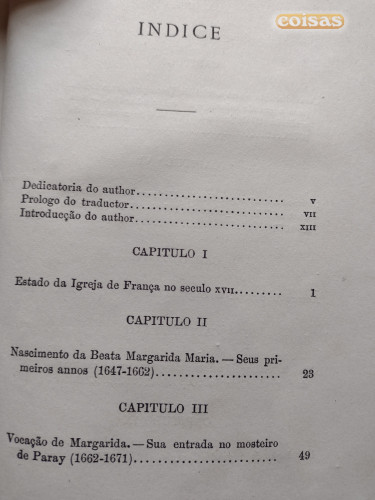 coisas
INDICE
Dedicatoria do author........................... v
Prologo do traductor............................ vii
Introducção do author........................... xiii
CAPITULO I
Estado da Igreja de França no seculo xvii......... 1
CAPITULO II
Nascimento da Beata Margarida Maria. — Seus pri-
meiros annos (1647-1662)........................ 23
CAPITULO III
Vocação de Margarida. — Sua entrada no mosteiro
de Paray (1662-1671)........................... 49